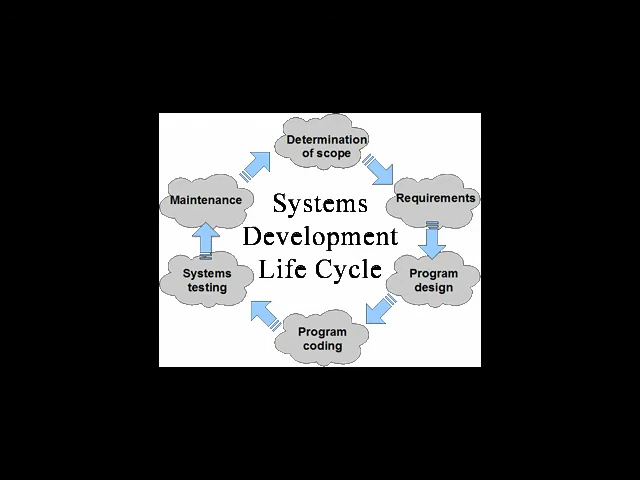 Determination
of scope
Maintenance
Requirements
Systems
Development
Life Cycle
Systems
testing
Program
design
Program
coding